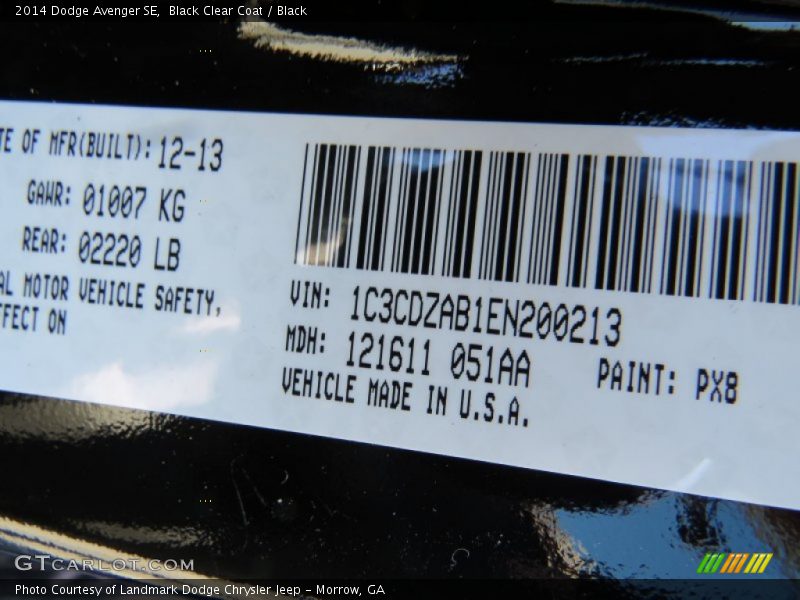 2014 Dodge Avenger SE,  Black Clear Coat / Black
TE OF MFR(BUILT): 12-13
GAWR: 01007 KG
REAR: 02220 LB
AL MOTOR VEHICLE SAFETY,
FFECT ON
VIN: 1C3CDZAB1EN200213
MDH: 121611 051AA
PAINT: PX8
VEHICLE MADE IN U.S.A.
GTCARLOT.COM
Photo Courtesy of Landmark Dodge Chrysler Jeep – Morrow, GA